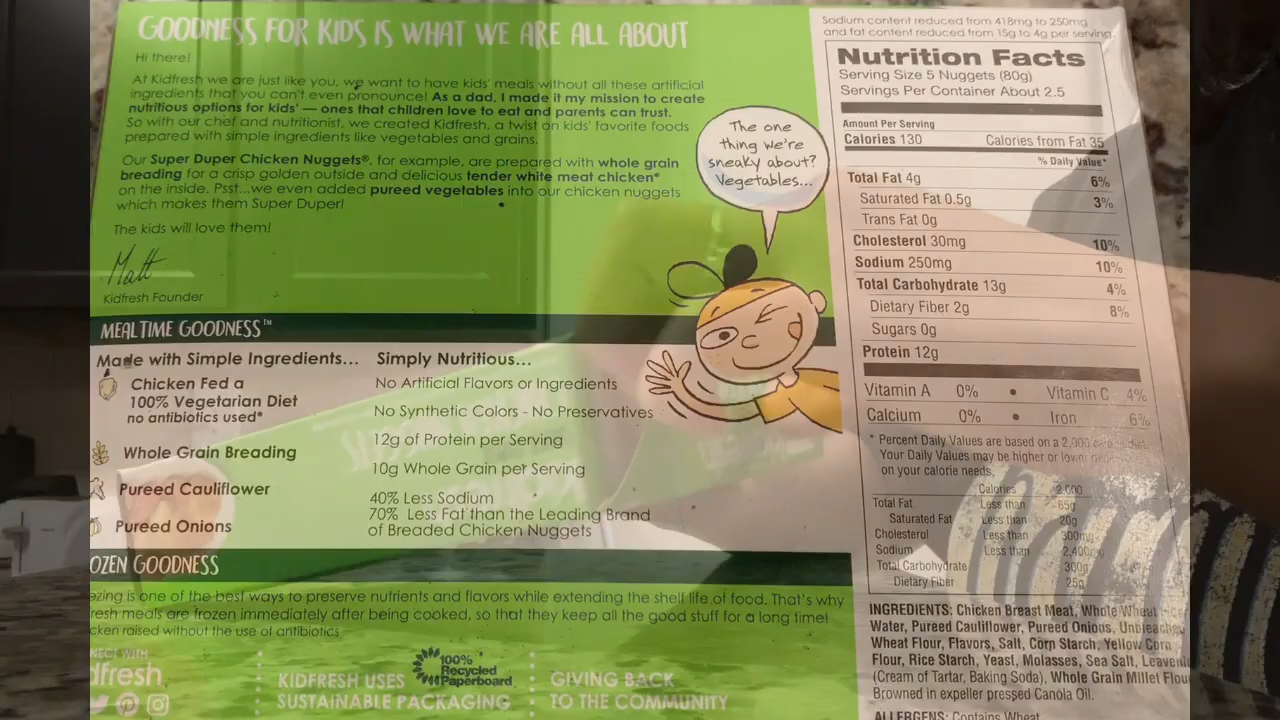 GOODNESS FOR KIDS IS WHAT WE ARE ALL ABOUT
Hi there!
At Kidfresh we are just like you, we want to have kids' meals without all these artificial
ingredients that you can't even pronounce! As a dad, I made it my mission to create
nutritious options for kids' — ones that children love to eat and parents can trust.
So with our chef and nutritionist, we created Kidfresh, a twist on kids' favorite foods
prepared with simple ingredients like vegetables and grains.
Our Super Duper Chicken Nuggets®, for example, are prepared with whole grain
breading for a crisp golden outside and delicious tender white meat chicken*
on the inside. Psst...we even added pureed vegetables into our chicken nuggets
which makes them Super Duper!
The kids will love them!
Matt
Kidfresh Founder
The one
thing we're
sneaky about?
Vegetables...
MEALTIME GOODNESS™
Made with Simple Ingredients...
Chicken Fed a
100% Vegetarian Diet
no antibiotics used*
Whole Grain Breading
Pureed Cauliflower
Pureed Onions
Simply Nutritious...
No Artificial Flavors or Ingredients
No Synthetic Colors - No Preservatives
12g of Protein per Serving
10g Whole Grain per Serving
40% Less Sodium
70% Less Fat than the Leading Brand
of Breaded Chicken Nuggets
OZEN GOODNESS
ezing is one of the best ways to preserve nutrients and flavors while extending the shelf life of food. That's why
resh meals are frozen immediately after being cooked, so that they keep all the good stuff for a long time!
cken raised without the use of antibiotics
NECT WITH
dfresh
KIDFRESH USES
SUSTAINABLE PACKAGING
100%
Recycled
Paperboard
GIVING BACK
TO THE COMMUNITY
Sodium content reduced from 418mg to 250mg
and fat content reduced from 15g to 4g per serving
Nutrition Facts
Serving Size 5 Nuggets (80g)
Servings Per Container About 2.5
Amount Per Serving
Calories 130 Calories from Fat 35
% Daily Value*
Total Fat 4g 6%
Saturated Fat 0.5g 3%
Trans Fat 0g
Cholesterol 30mg 10%
Sodium 250mg 10%
Total Carbohydrate 13g 4%
Dietary Fiber 2g 8%
Sugars 0g
Protein 12g
Vitamin A 0% • Vitamin C 4%
Calcium 0% • Iron 6%
* Percent Daily Values are based on a 2,000
Your Daily Values may be higher or lower
on your calorie needs.
Calories 2,000
Total Fat Less than 65g
Saturated Fat Less than 20g
Cholesterol Less than 300mg
Sodium Less than 2,400mg
Total Carbohydrate 300g
Dietary Fiber 25g
INGREDIENTS: Chicken Breast Meat, Whole Wheat
Water, Pureed Cauliflower, Pureed Onions, Unbleached
Wheat Flour, Flavors, Salt, Corn Starch, Yellow Corn
Flour, Rice Starch, Yeast, Molasses, Sea Salt, Leavening
(Cream of Tartar, Baking Soda), Whole Grain Millet Flour
Browned in expeller pressed Canola Oil.
ALLERGENS: Contains Wheat